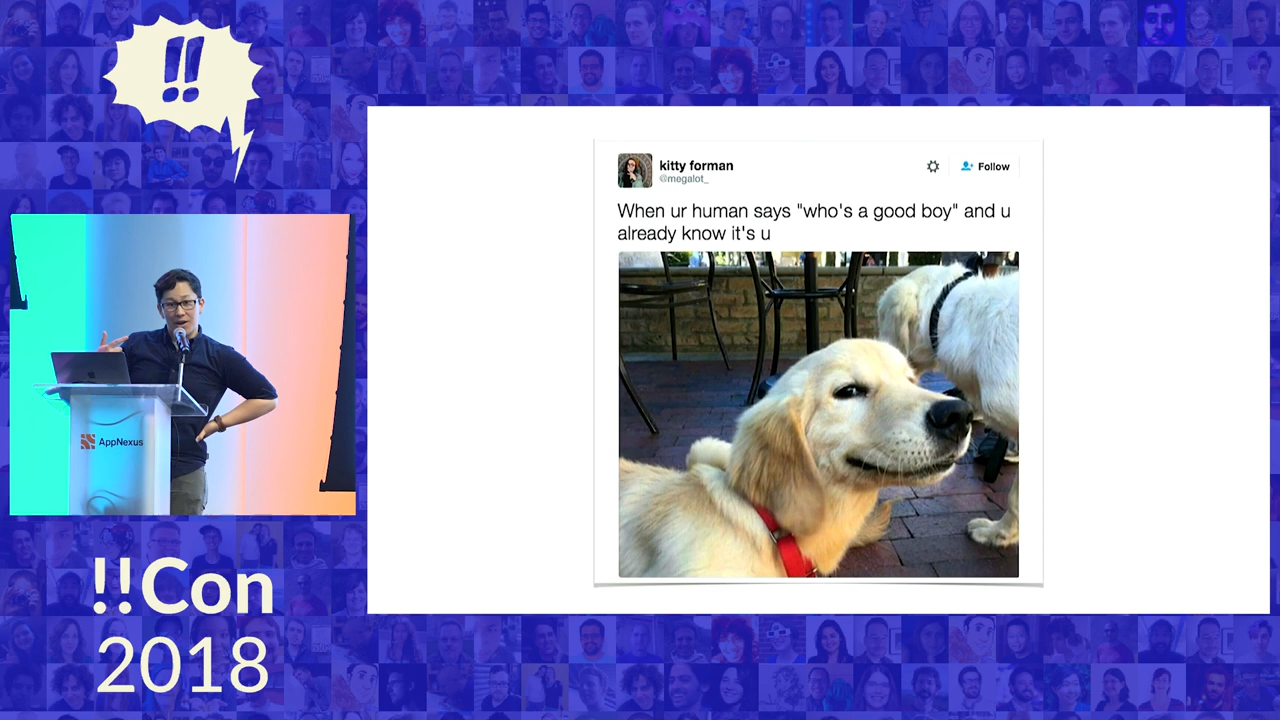 !!
kitty forman
@megalot_
Follow
When ur human says "who's a good boy" and u
already know it's u
AppNexus
!!Con
2018